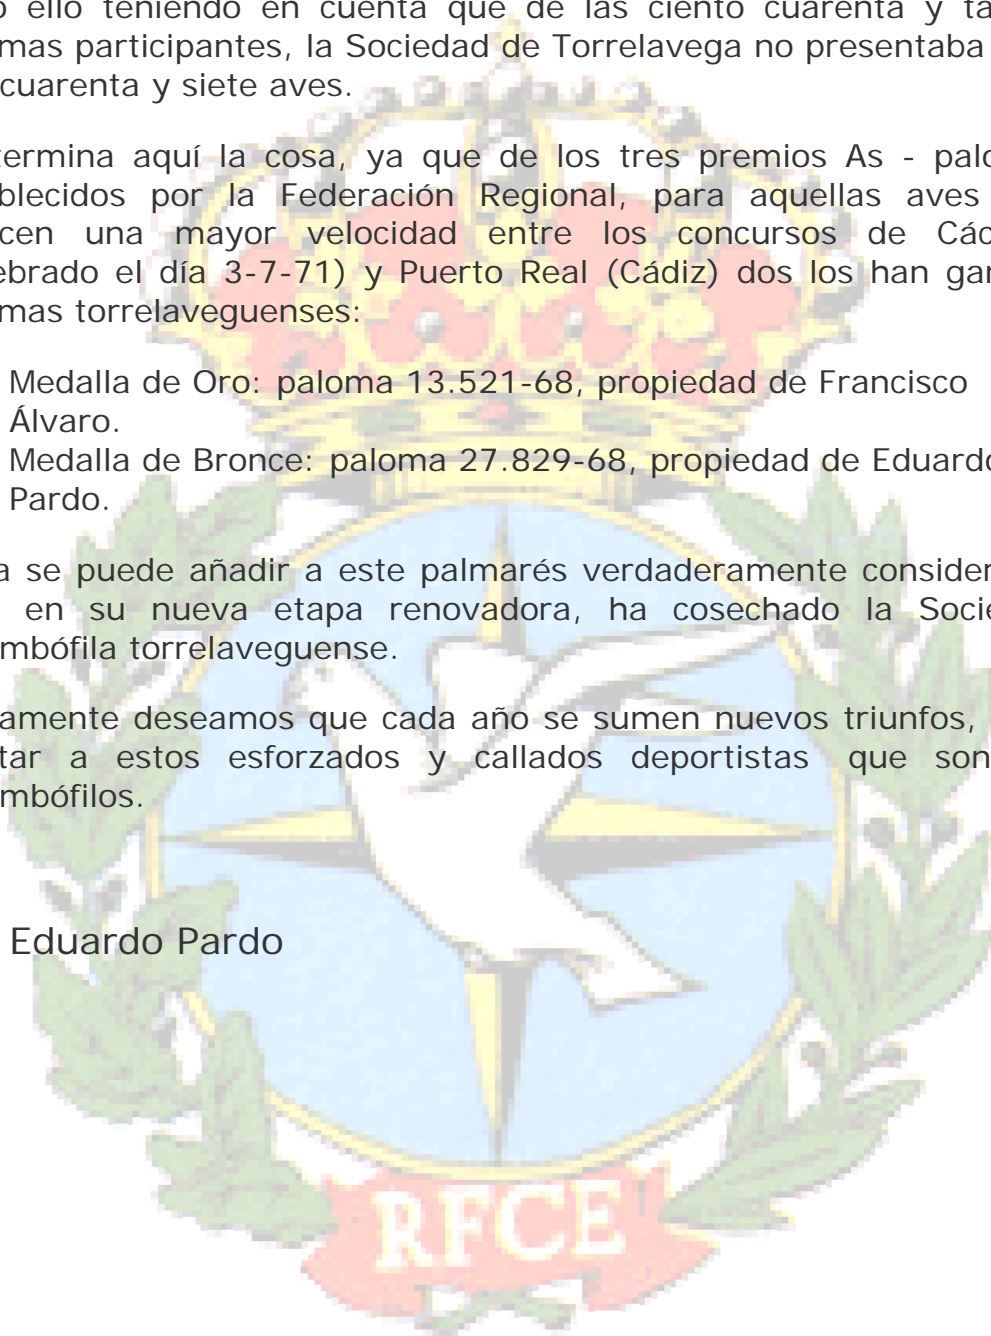 o ello teniendo en cuenta que de las ciento cuarenta y ta
mas participantes, la Sociedad de Torrelavega no presentaba
cuarenta y siete aves.
termina aquí la cosa, ya que de los tres premios As - palo
blecidos por la Federación Regional, para aquellas aves
cen una mayor velocidad entre los concursos de Các
ebrado el día 3-7-71) y Puerto Real (Cádiz) dos los han gar
mas torrelaveguenses:
Medalla de Oro: paloma 13.521-68, propiedad de Francisco
Álvaro.
Medalla de Bronce: paloma 27.829-68, propiedad de Eduardo
Pardo.
a se puede añadir a este palmarés verdaderamente consider
en su nueva etapa renovadora, ha cosechado la Socie
mbófila torrelaveguense.
amente deseamos que cada año se sumen nuevos triunfos,
tar a estos esforzados y callados deportistas que son
mbófilos.
Eduardo Pardo
RFCE